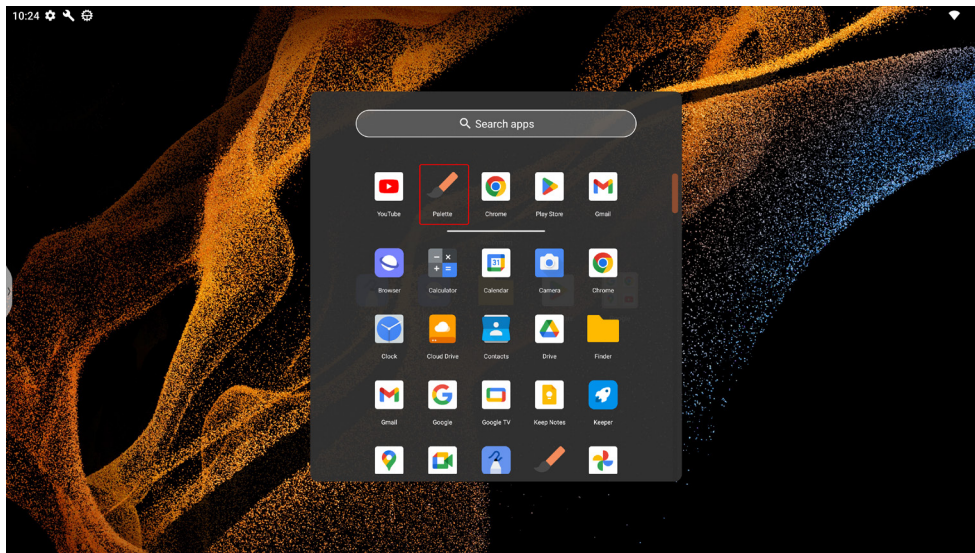 10:24
Search apps
YouTube Palette Chrome Play Store Gmail
31
Browser Calculator Calendar Camera Chrome
Clock Cloud Drive Contacts Drive Finder
Gmail Google Google TV Keep Notes Keeper